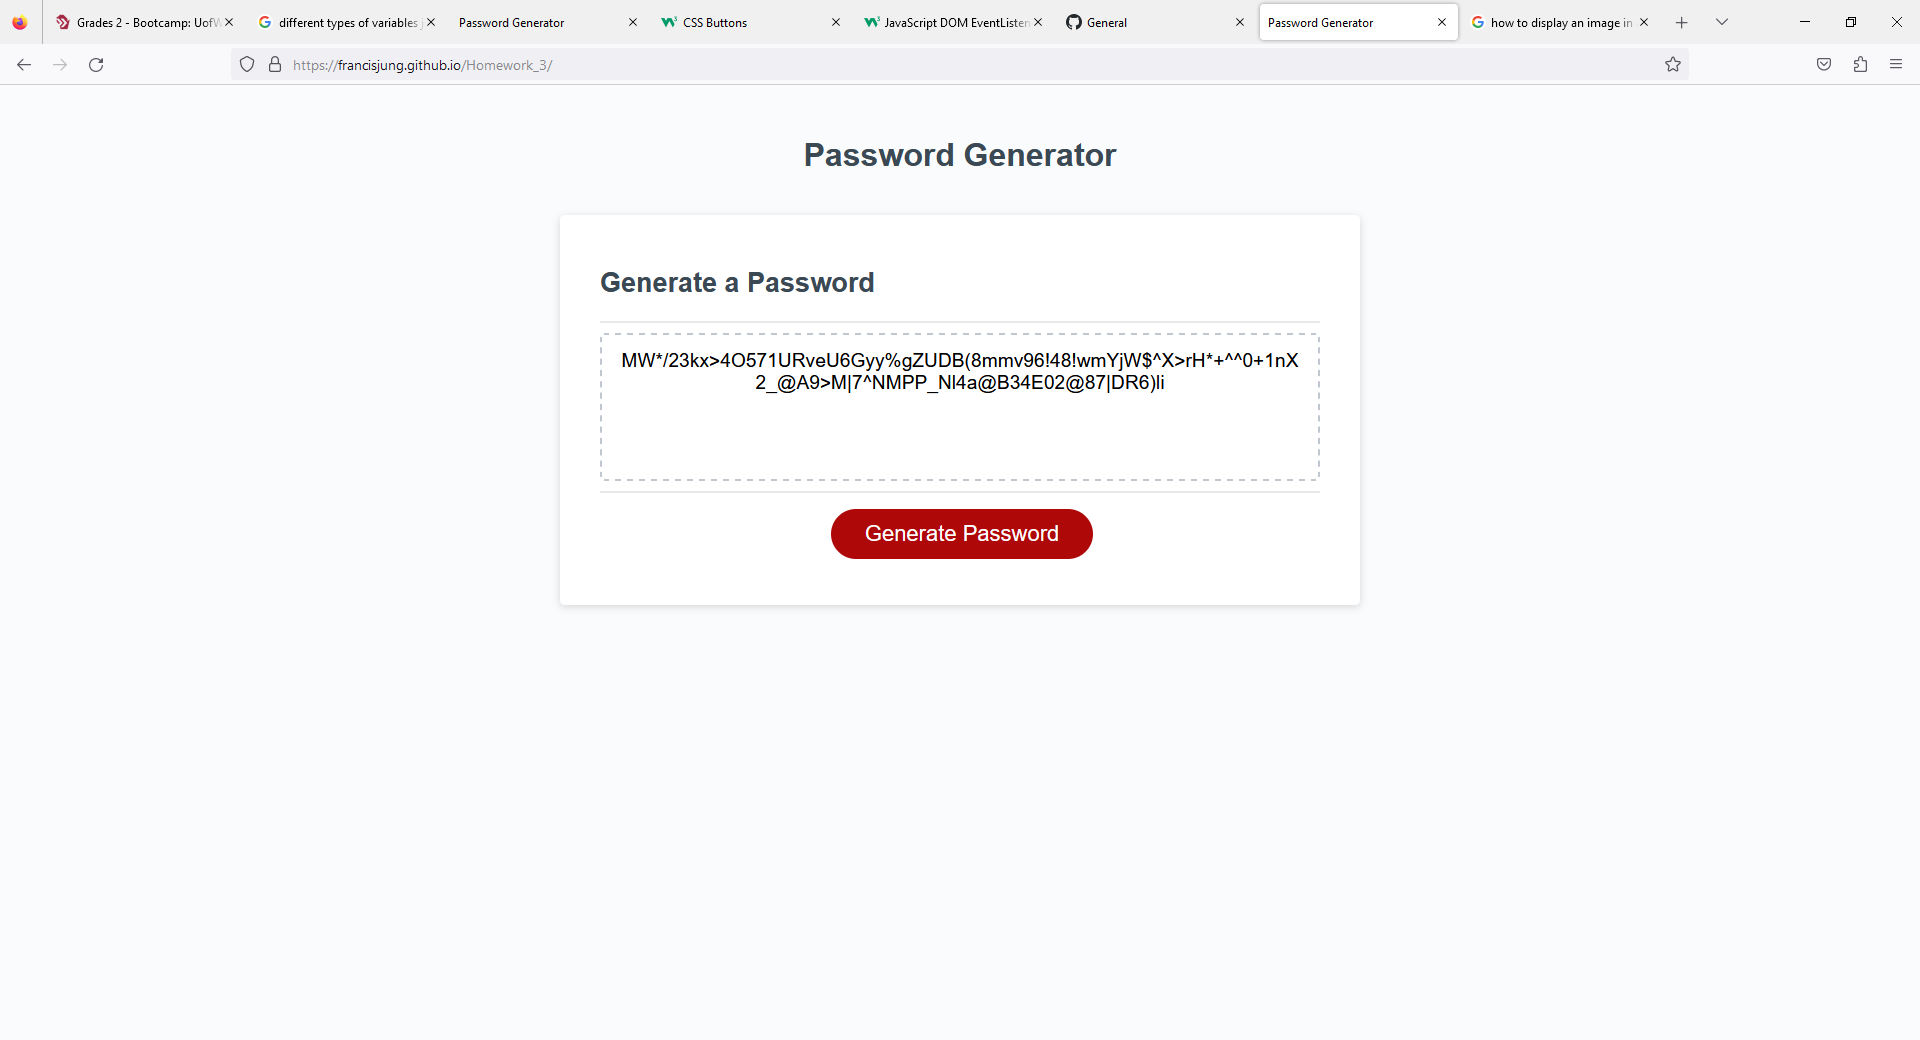 Grades 2 - Bootcamp: UofW
different types of variables j
Password Generator
CSS Buttons
JavaScript DOM EventListen
General
Password Generator
how to display an image in
https://francisjung.github.io/Homework_3/
Password Generator
Generate a Password
MW*/23kx>4O571URveU6Gyy%gZUDB(8mmv96!48!wmYjW$^X>rH*+^^0+1nX
2_@A9>M|7^NMPP_Nl4a@B34E02@87|DR6)li
Generate Password